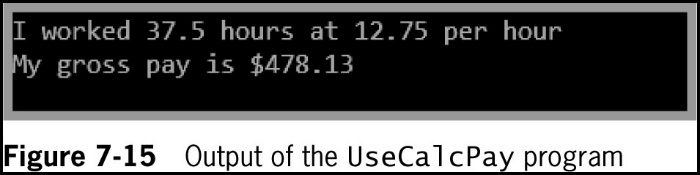 I worked 37.5 hours at 12.75 per hour
My gross pay is $478.13
Figure 7-15 Output of the UseCalcPay program